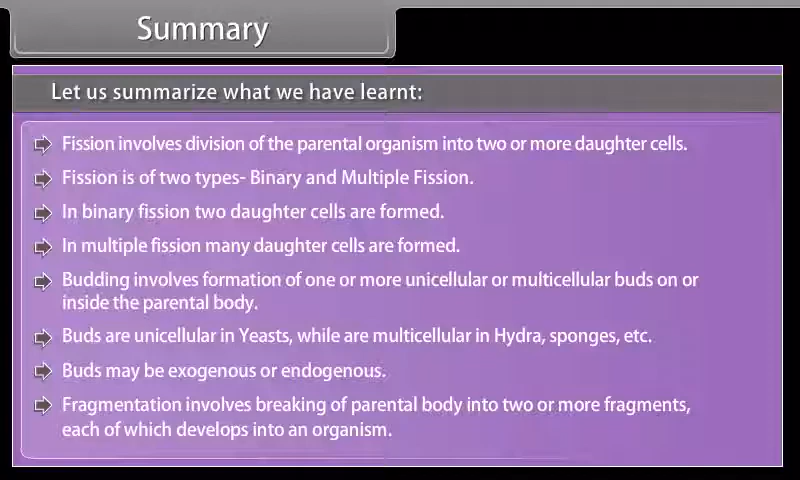 Summary
Let us summarize what we have learnt:
Fission involves division of the parental organism into two or more daughter cells.
Fission is of two types- Binary and Multiple Fission.
In binary fission two daughter cells are formed.
In multiple fission many daughter cells are formed.
Budding involves formation of one or more unicellular or multicellular buds on or
inside the parental body.
Buds are unicellular in Yeasts, while are multicellular in Hydra, sponges, etc.
Buds may be exogenous or endogenous.
Fragmentation involves breaking of parental body into two or more fragments,
each of which develops into an organism.